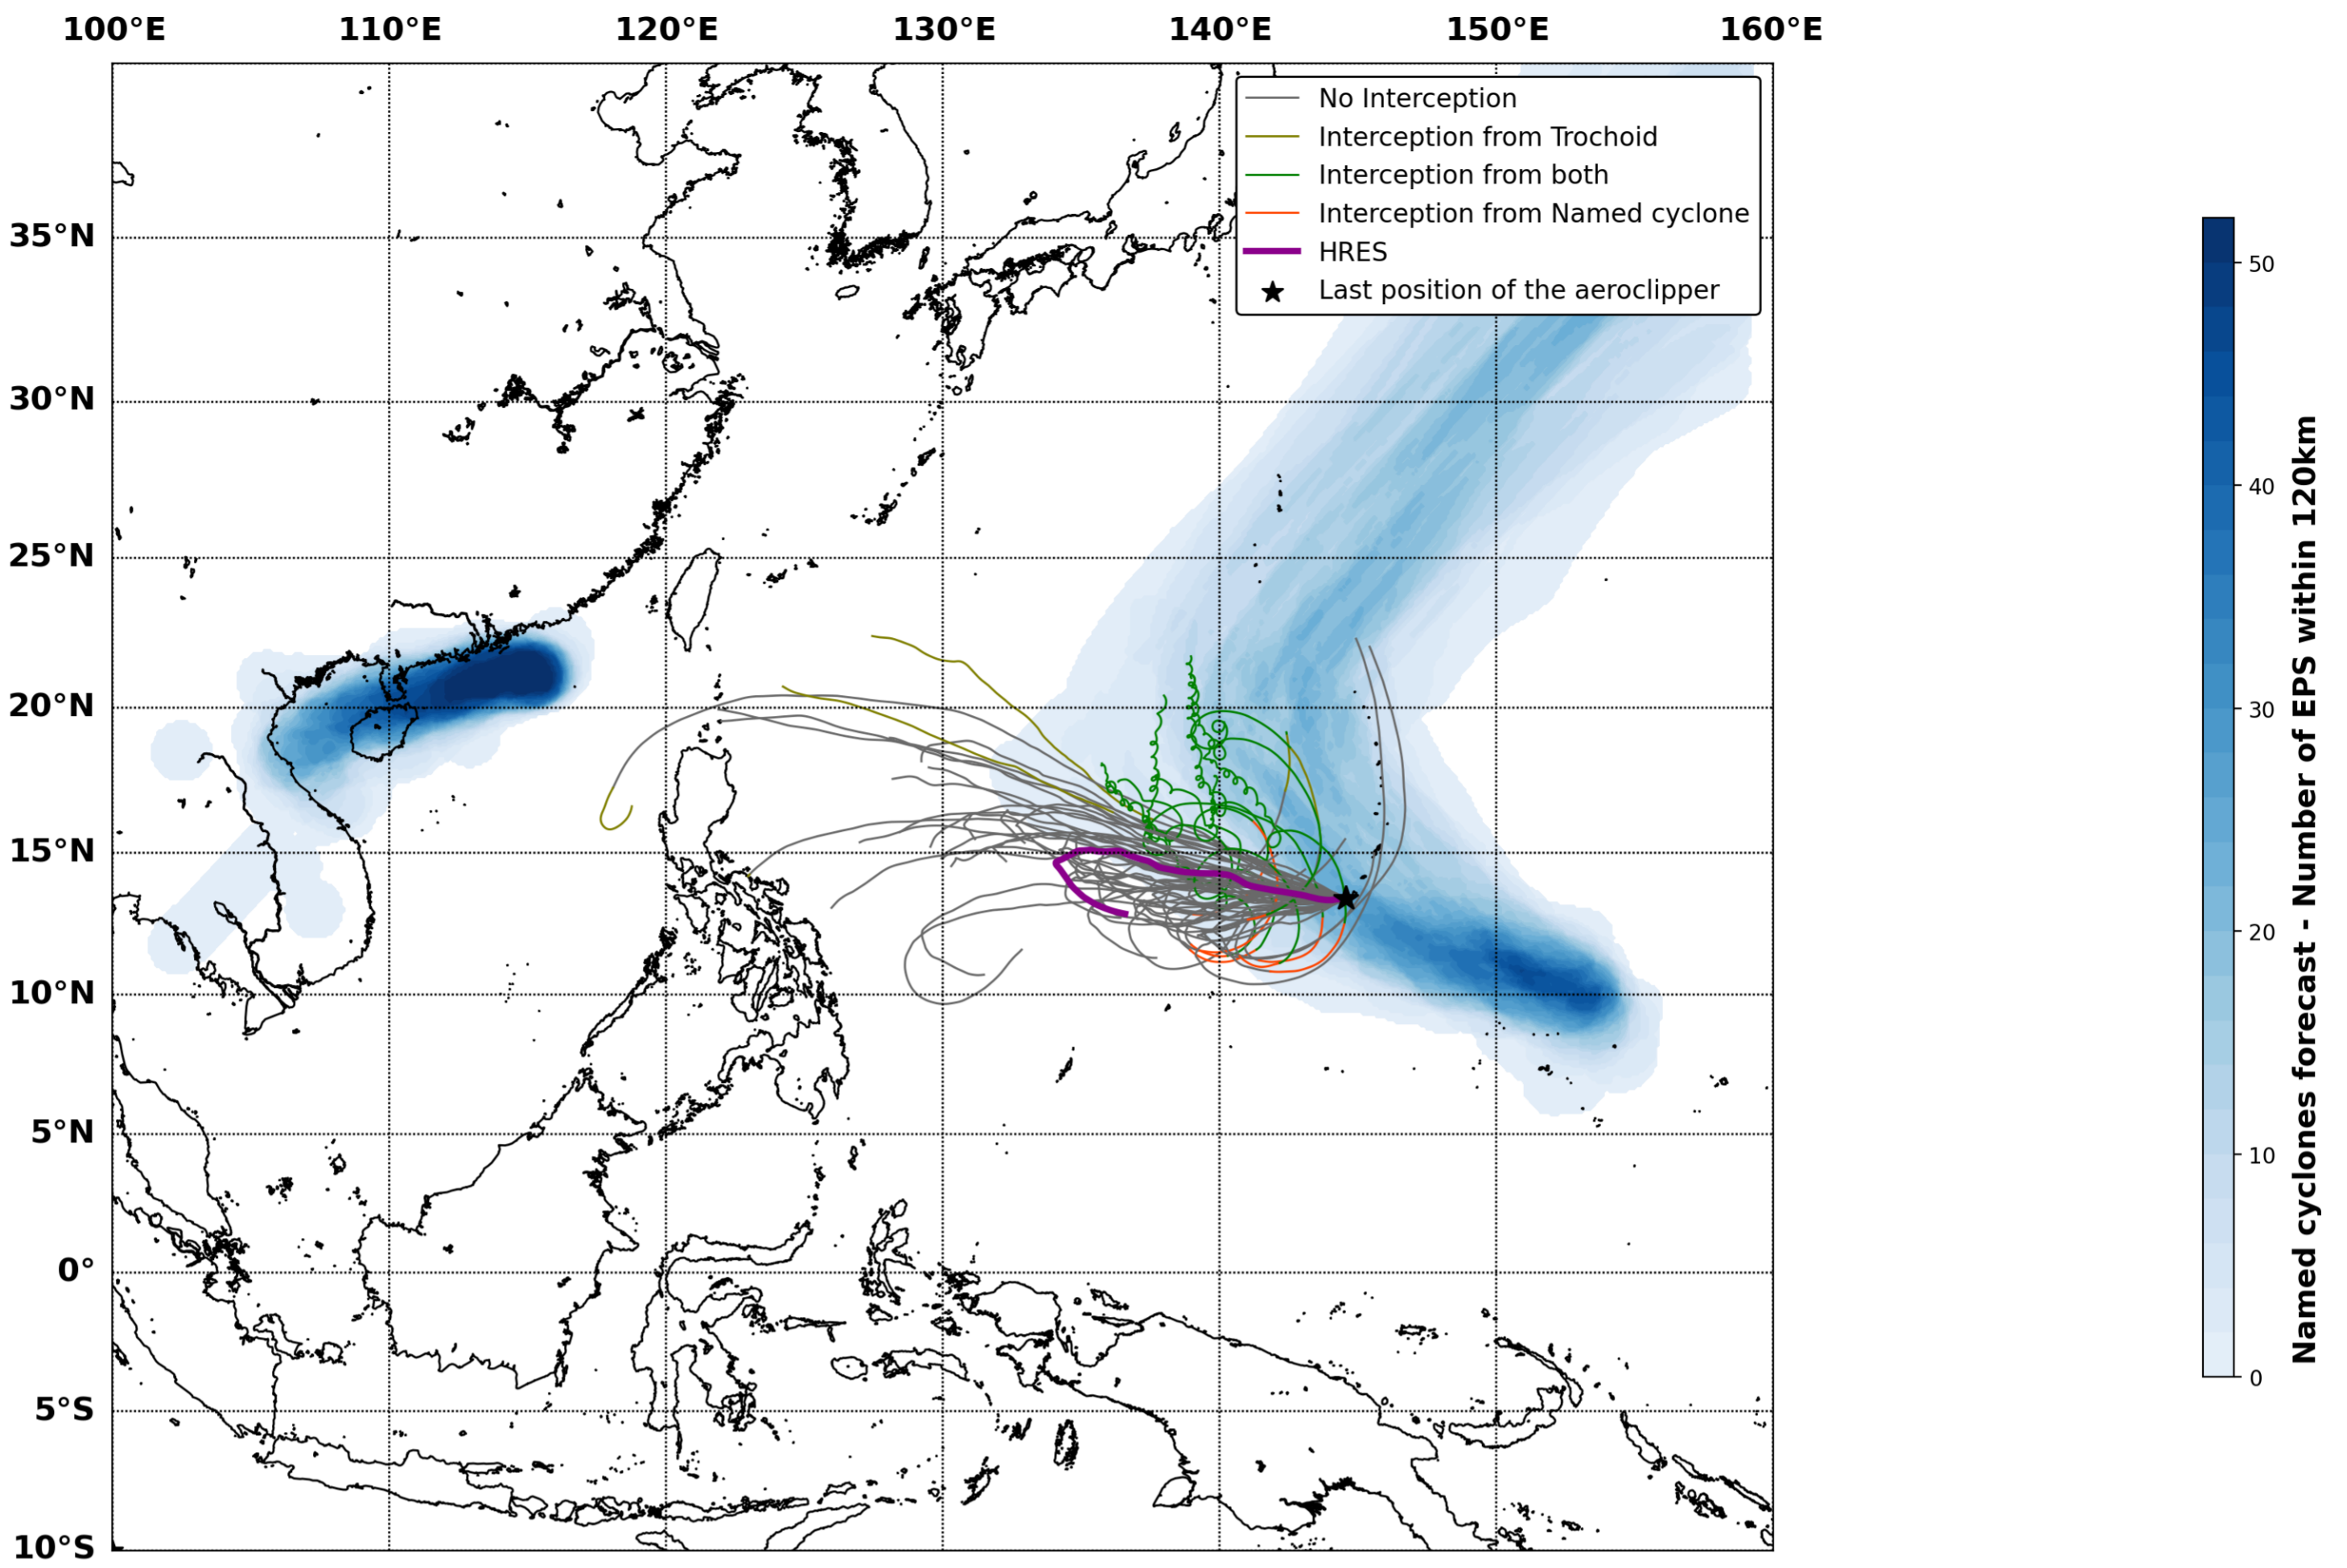 100°E 110°E 120°E 130°E 140°E 150°E 160°E
No Interception
Interception from Trochoid
Interception from both
Interception from Named cyclone
HRES
Last position of the aeroclipper
35°N
30°N
25°N
20°N
15°N
10°N
5°N
0°
5°S
10°S
50
40
30
20
10
0
Named cyclones forecast - Number of EPS within 120km